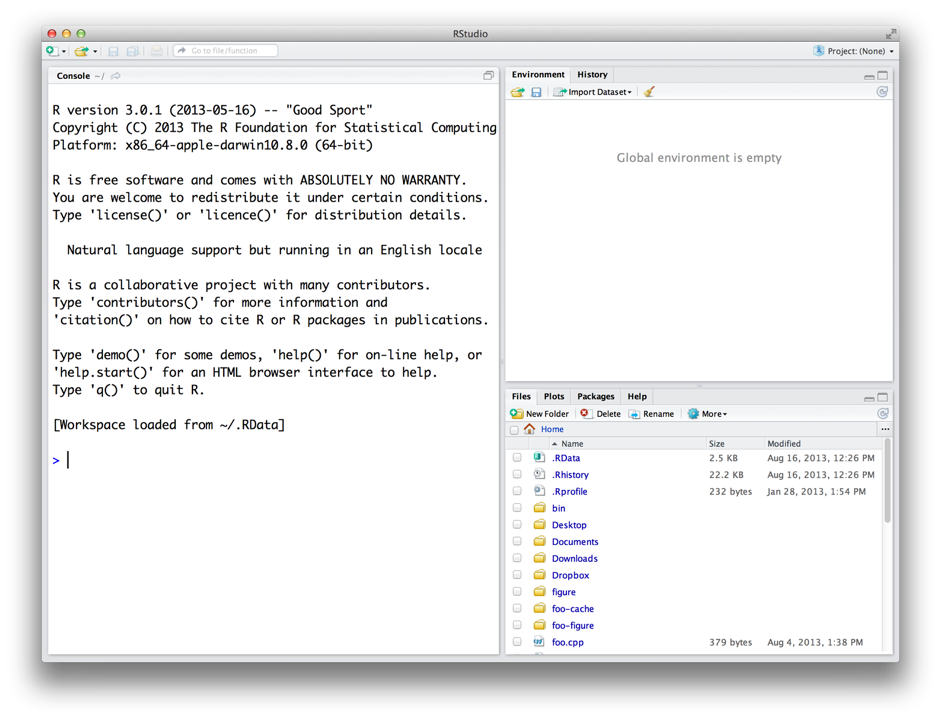 RStudio
Go to file/function
Project: (None)
Console ~/
R version 3.0.1 (2013-05-16) -- "Good Sport"
Copyright (C) 2013 The R Foundation for Statistical Computing
Platform: x86_64-apple-darwin10.8.0 (64-bit)
R is free software and comes with ABSOLUTELY NO WARRANTY.
You are welcome to redistribute it under certain conditions.
Type 'license()' or 'licence()' for distribution details.
Natural language support but running in an English locale
R is a collaborative project with many contributors.
Type 'contributors()' for more information and
'citation()' on how to cite R or R packages in publications.
Type 'demo()' for some demos, 'help()' for on-line help, or
'help.start()' for an HTML browser interface to help.
Type 'q()' to quit R.
[Workspace loaded from ~/.RData]
>
Environment History
Import Dataset
Global environment is empty
Files Plots Packages Help
New Folder Delete Rename More
Home ...
Name Size Modified
.RData 2.5 KB Aug 16, 2013, 12:26 PM
.Rhistory 22.2 KB Aug 16, 2013, 12:26 PM
.Rprofile 232 bytes Jan 28, 2013, 1:54 PM
bin
Desktop
Documents
Downloads
Dropbox
figure
foo-cache
foo-figure
foo.cpp 379 bytes Aug 4, 2013, 1:38 PM